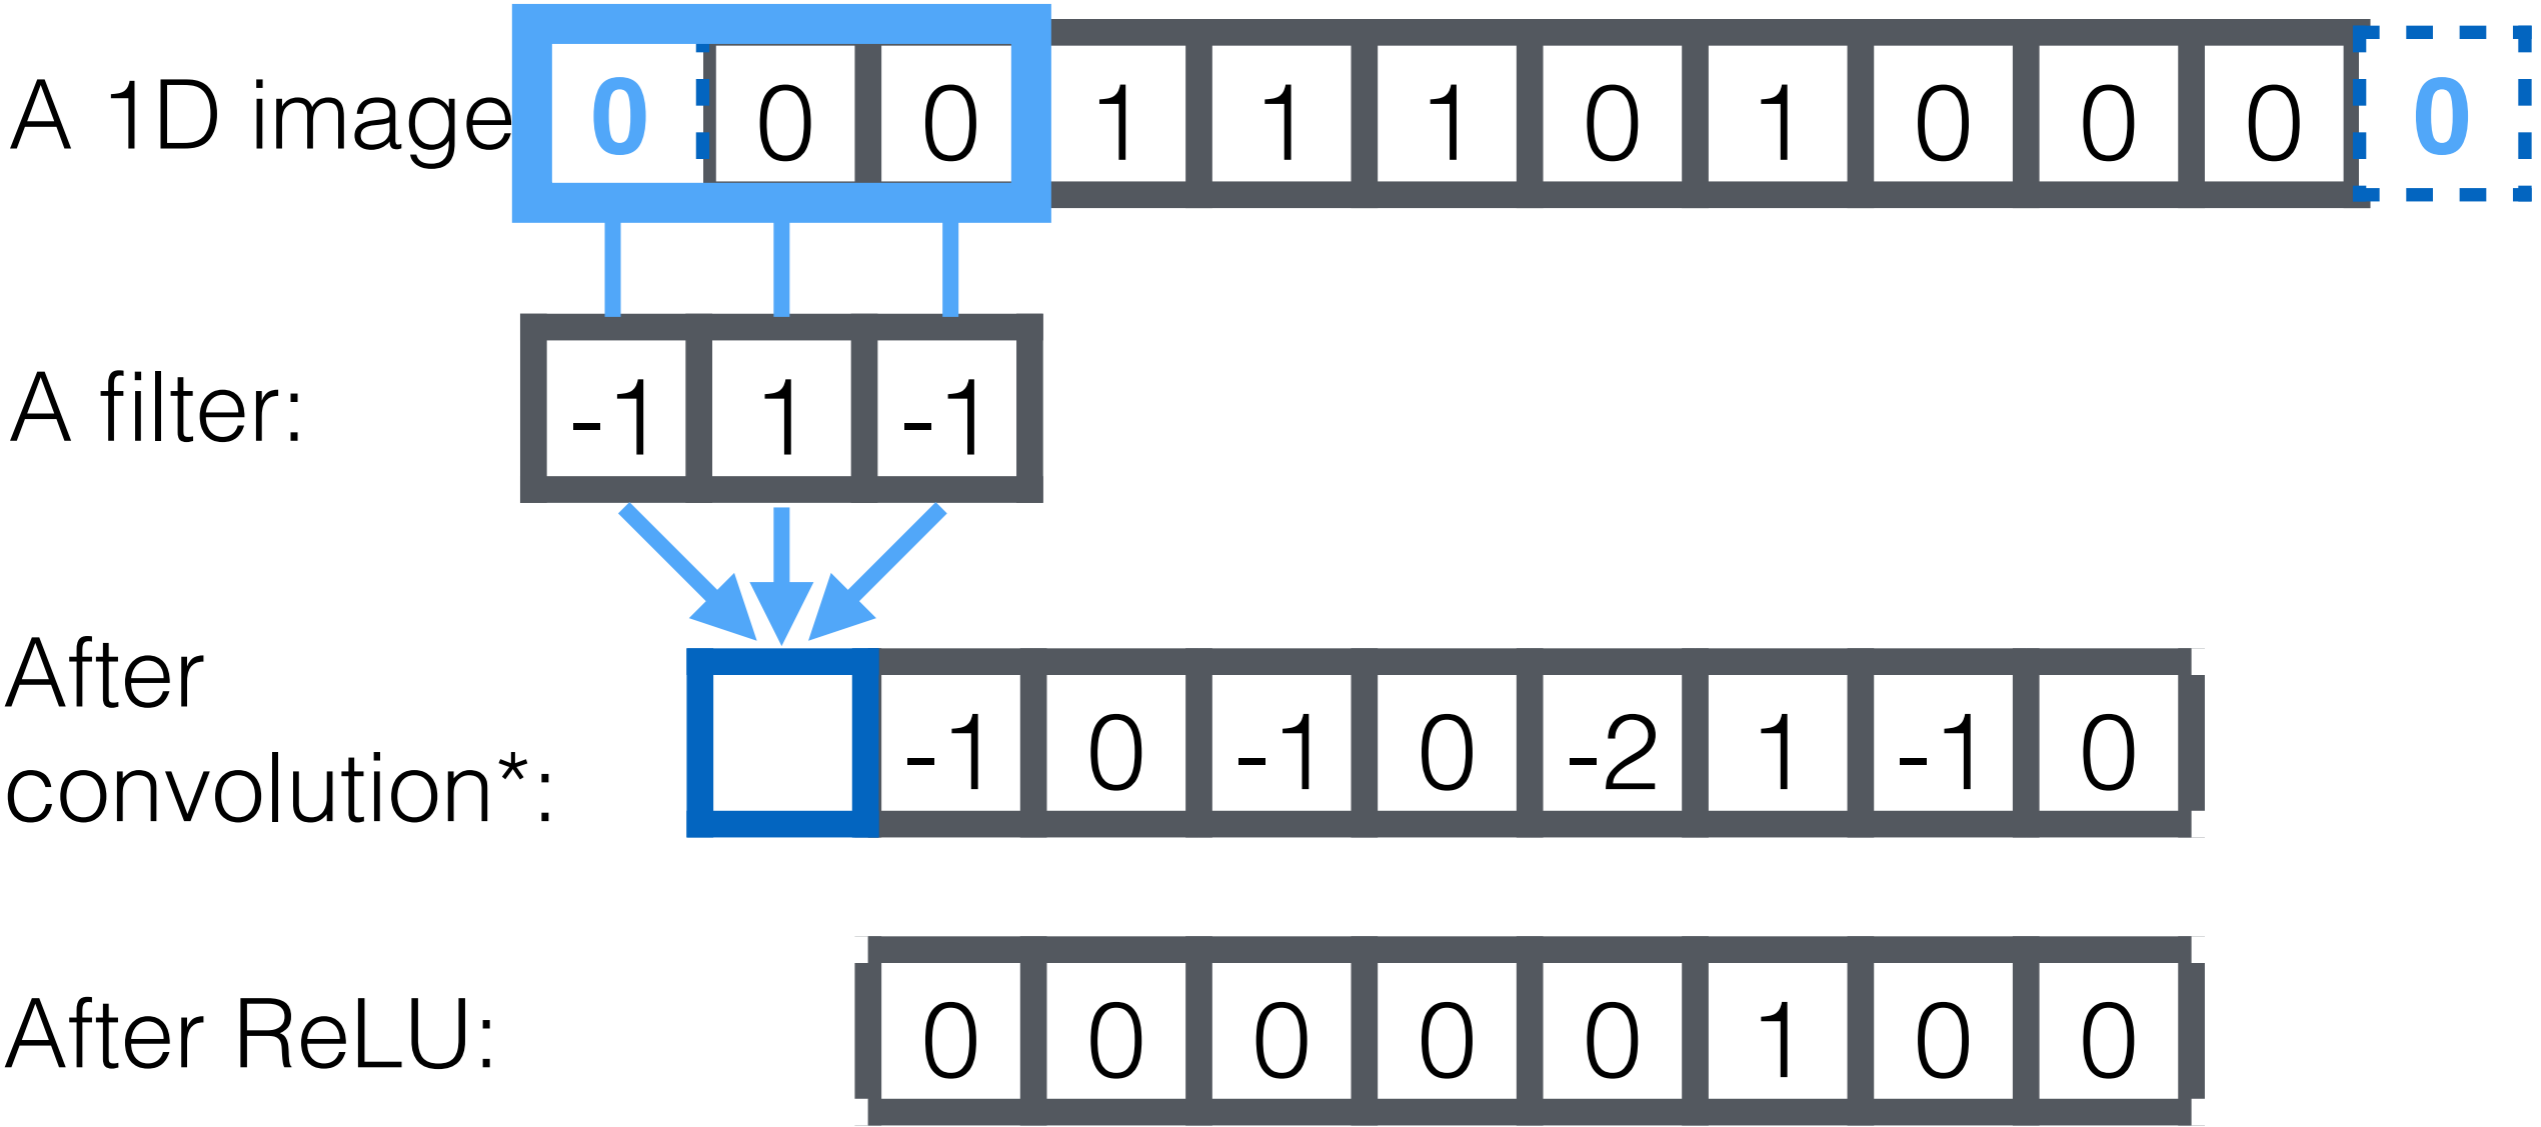 A 1D image 0 0 0 1 1 1 0 1 0 0 0 0
A filter: -1 1 -1
After
convolution*: -1 0 -1 0 -2 1 -1 0
After ReLU: 0 0 0 0 0 1 0 0